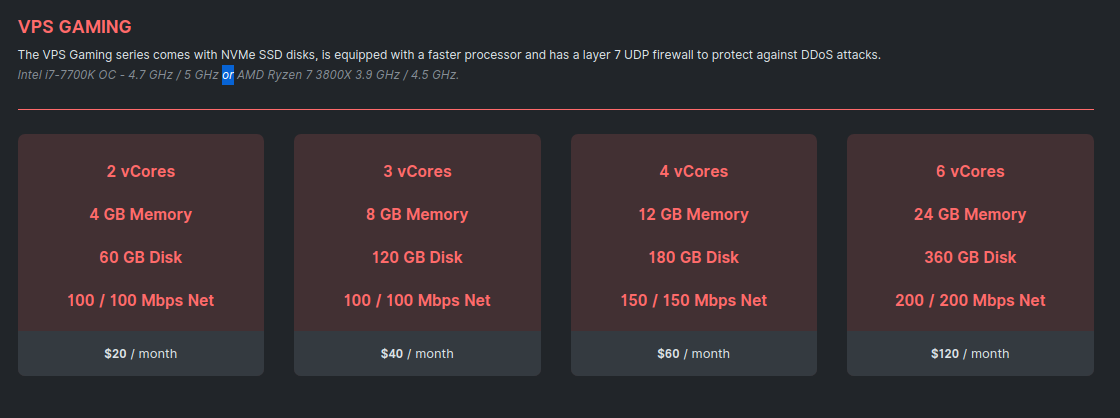 VPS GAMING
The VPS Gaming series comes with NVMe SSD disks, is equipped with a faster processor and has a layer 7 UDP firewall to protect against DDoS attacks.
Intel i7-7700K OC - 4.7 GHz / 5 GHz or AMD Ryzen 7 3800X 3.9 GHz / 4.5 GHz.
2 vCores
4 GB Memory
60 GB Disk
100 / 100 Mbps Net
$20 / month
3 vCores
8 GB Memory
120 GB Disk
100 / 100 Mbps Net
$40 / month
4 vCores
12 GB Memory
180 GB Disk
150 / 150 Mbps Net
$60 / month
6 vCores
24 GB Memory
360 GB Disk
200 / 200 Mbps Net
$120 / month